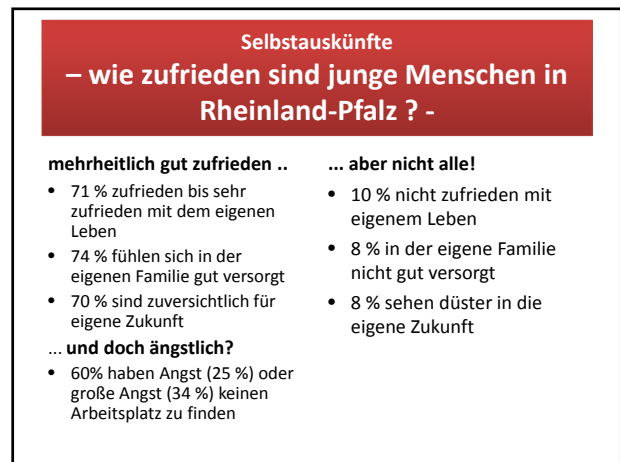 Selbstauskünfte
– wie zufrieden sind junge Menschen in
Rheinland-Pfalz ? -
mehrheitlich gut zufrieden ..
• 71 % zufrieden bis sehr
zufrieden mit dem eigenen
Leben
• 74 % fühlen sich in der
eigenen Familie gut versorgt
• 70 % sind zuversichtlich für
eigene Zukunft
... und doch ängstlich?
• 60% haben Angst (25 %) oder
große Angst (34 %) keinen
Arbeitsplatz zu finden
... aber nicht alle!
• 10 % nicht zufrieden mit
eigenem Leben
• 8 % in der eigene Familie
nicht gut versorgt
• 8 % sehen düster in die
eigene Zukunft